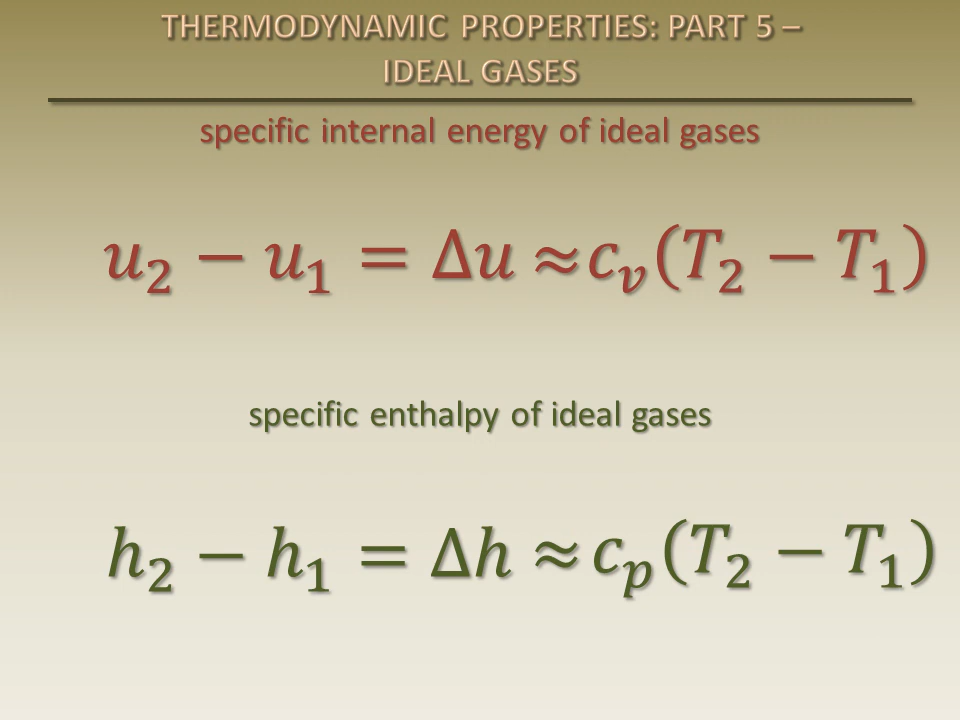 THERMODYNAMIC PROPERTIES: PART 5 –
IDEAL GASES
specific internal energy of ideal gases
u₂ − u₁ = Δu ≈ cᵥ(T₂ − T₁)
specific enthalpy of ideal gases
h₂ − h₁ = Δh ≈ cₚ(T₂ − T₁)